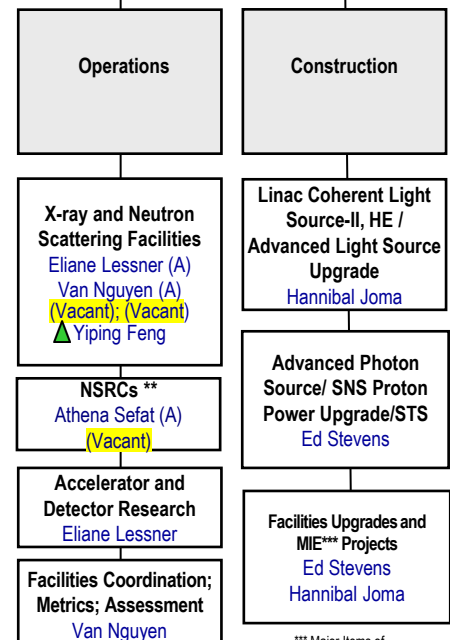 Operations
X-ray and Neutron
Scattering Facilities
Eliane Lessner (A)
Van Nguyen (A)
(Vacant); (Vacant)
Yiping Feng
NSRCs **
Athena Sefat (A)
(Vacant)
Accelerator and
Detector Research
Eliane Lessner
Facilities Coordination;
Metrics; Assessment
Van Nguyen
Construction
Linac Coherent Light
Source-II, HE /
Advanced Light Source
Upgrade
Hannibal Joma
Advanced Photon
Source/ SNS Proton
Power Upgrade/STS
Ed Stevens
Facilities Upgrades and
MIE*** Projects
Ed Stevens
Hannibal Joma
*** Major Items of